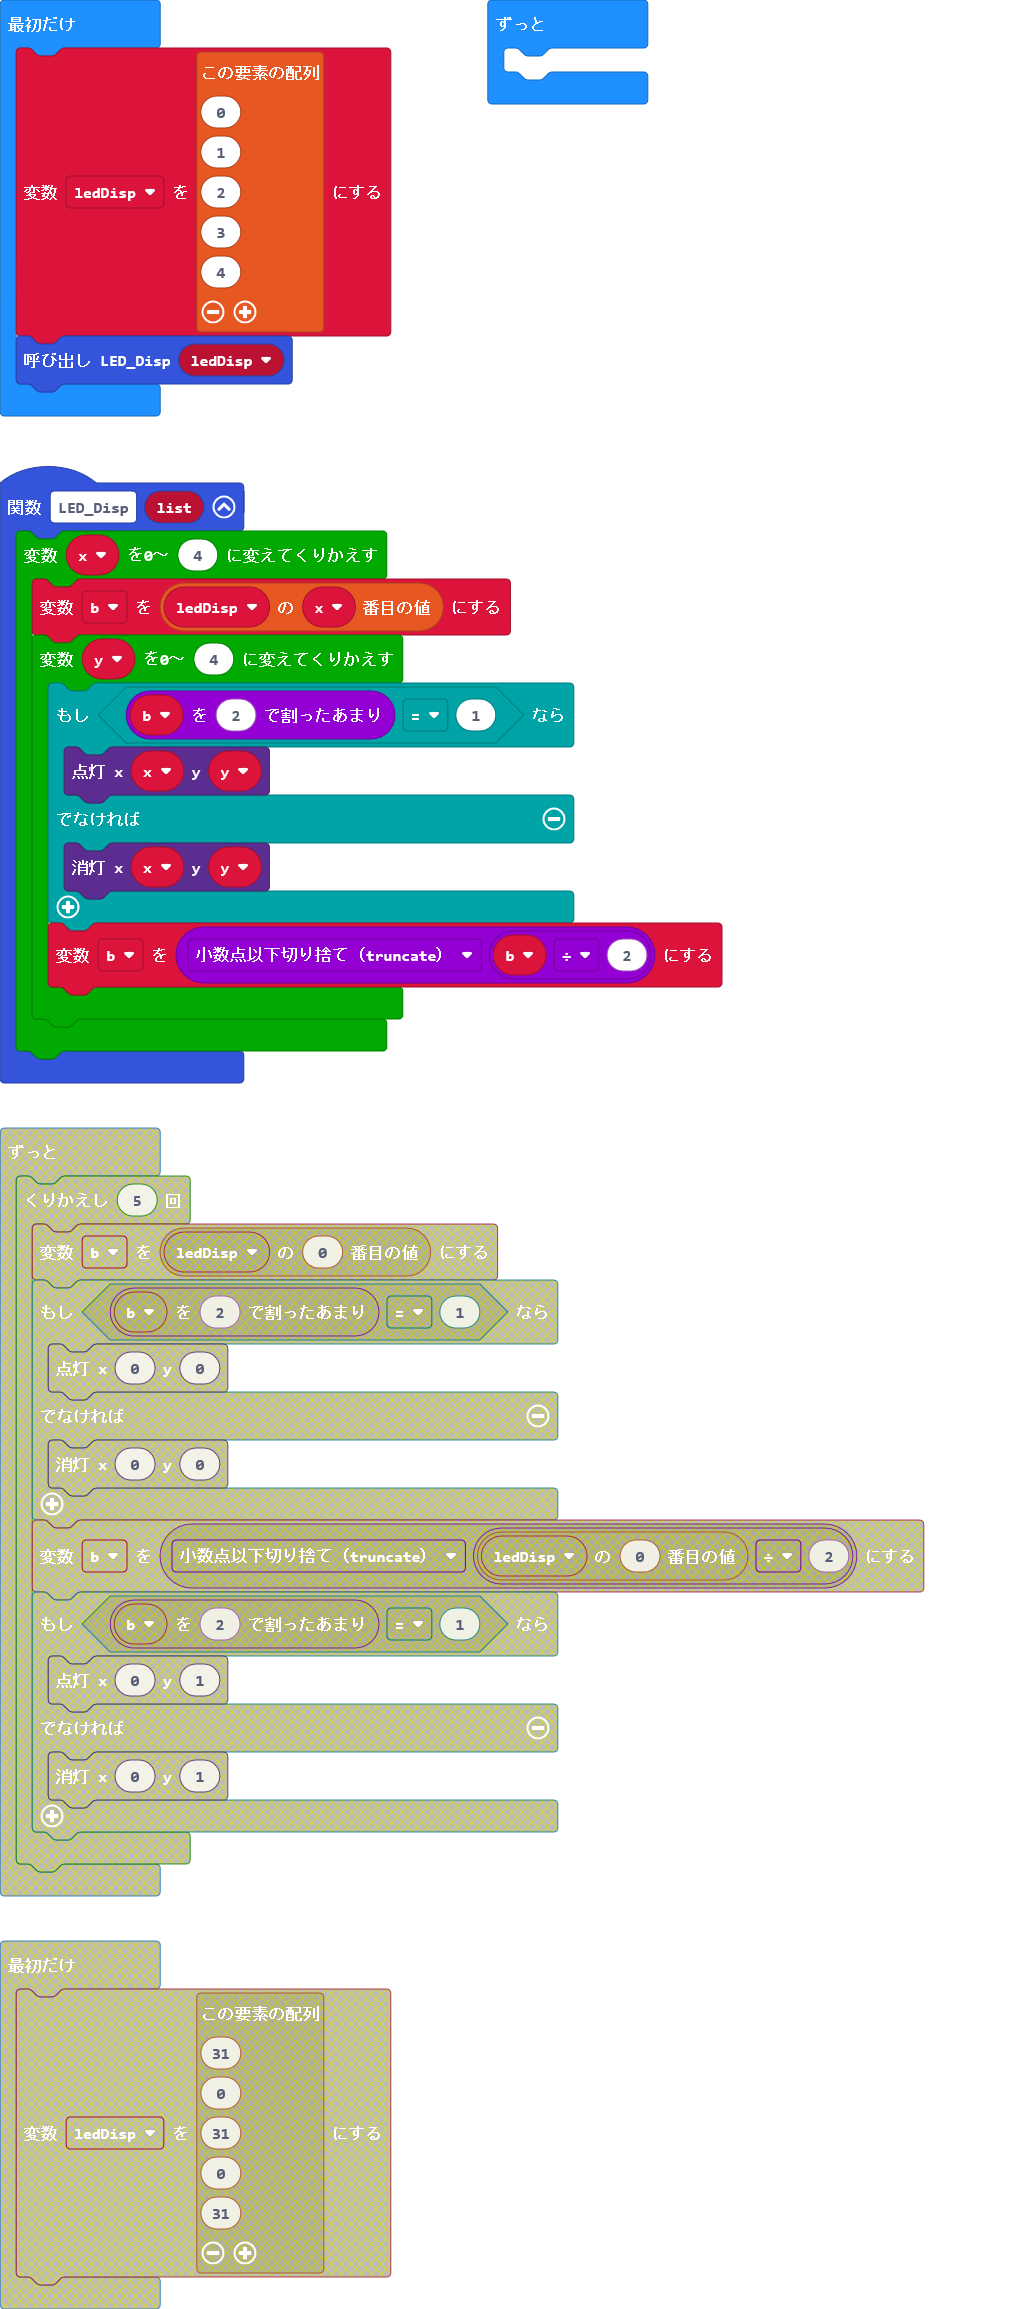 最初だけ
ずっと
この要素の配列
0
1
2
3
4
変数 ledDisp を にする
呼び出し LED_Disp ledDisp
関数 LED_Disp list
変数 x を0〜 4 に変えてくりかえす
変数 b を ledDisp の x 番目の値 にする
変数 y を0〜 4 に変えてくりかえす
もし b を 2 で割ったあまり = 1 なら
点灯 x x y y
でなければ
消灯 x x y y
変数 b を 小数点以下切り捨て（truncate） b ÷ 2 にする
ずっと
くりかえし 5 回
変数 b を ledDisp の 0 番目の値 にする
もし b を 2 で割ったあまり = 1 なら
点灯 x 0 y 0
でなければ
消灯 x 0 y 0
変数 b を 小数点以下切り捨て（truncate） ledDisp の 0 番目の値 ÷ 2 にする
もし b を 2 で割ったあまり = 1 なら
点灯 x 0 y 1
でなければ
消灯 x 0 y 1
最初だけ
この要素の配列
31
0
31
0
31
変数 ledDisp を にする